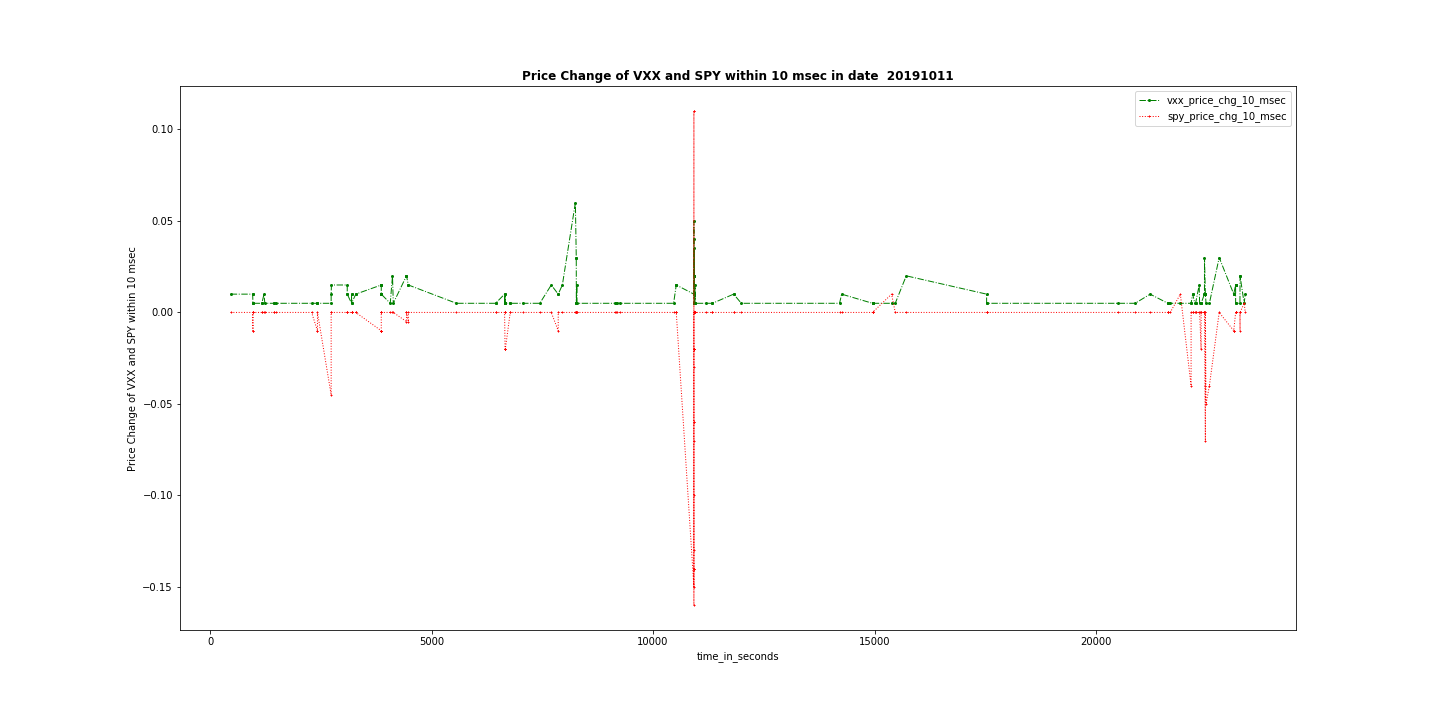 Price Change of VXX and SPY within 10 msec in date  20191011
vxx_price_chg_10_msec
spy_price_chg_10_msec
Price Change of VXX and SPY within 10 msec
0.10
0.05
0.00
−0.05
−0.10
−0.15
0 5000 10000 15000 20000
time_in_seconds